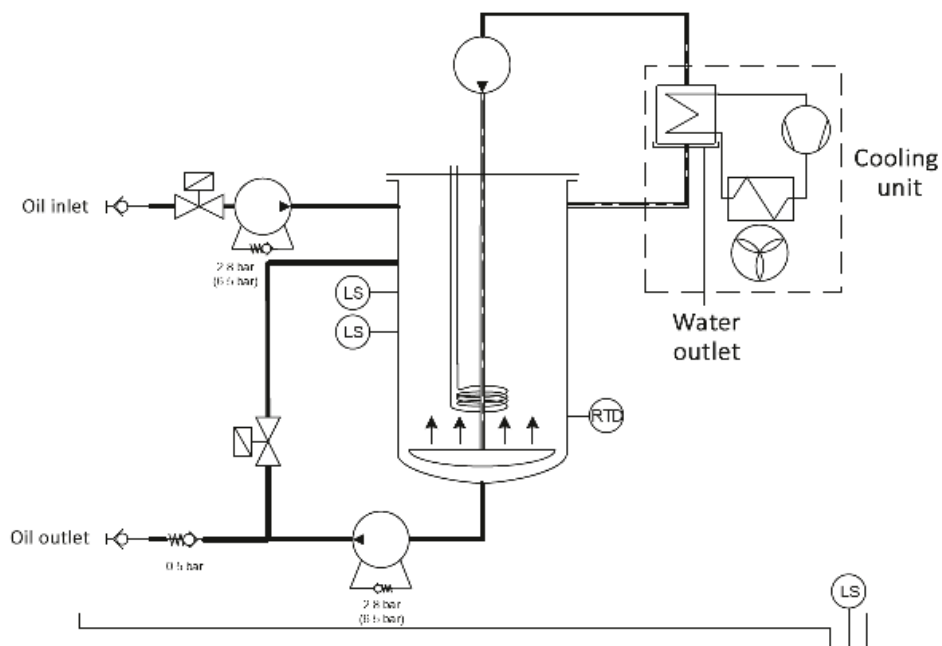 Cooling
unit
Oil inlet
2.8 bar
(6.5 bar)
LS
LS
Water
outlet
RTD
Oil outlet
0.5 bar
2.8 bar
(6.5 bar)
LS